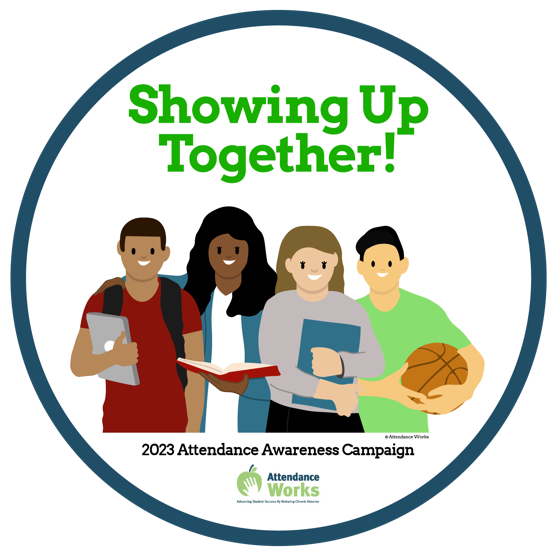 Showing Up
Together!
© Attendance Works
2023 Attendance Awareness Campaign
Attendance
Works
Advancing Student Success By Reducing Chronic Absence